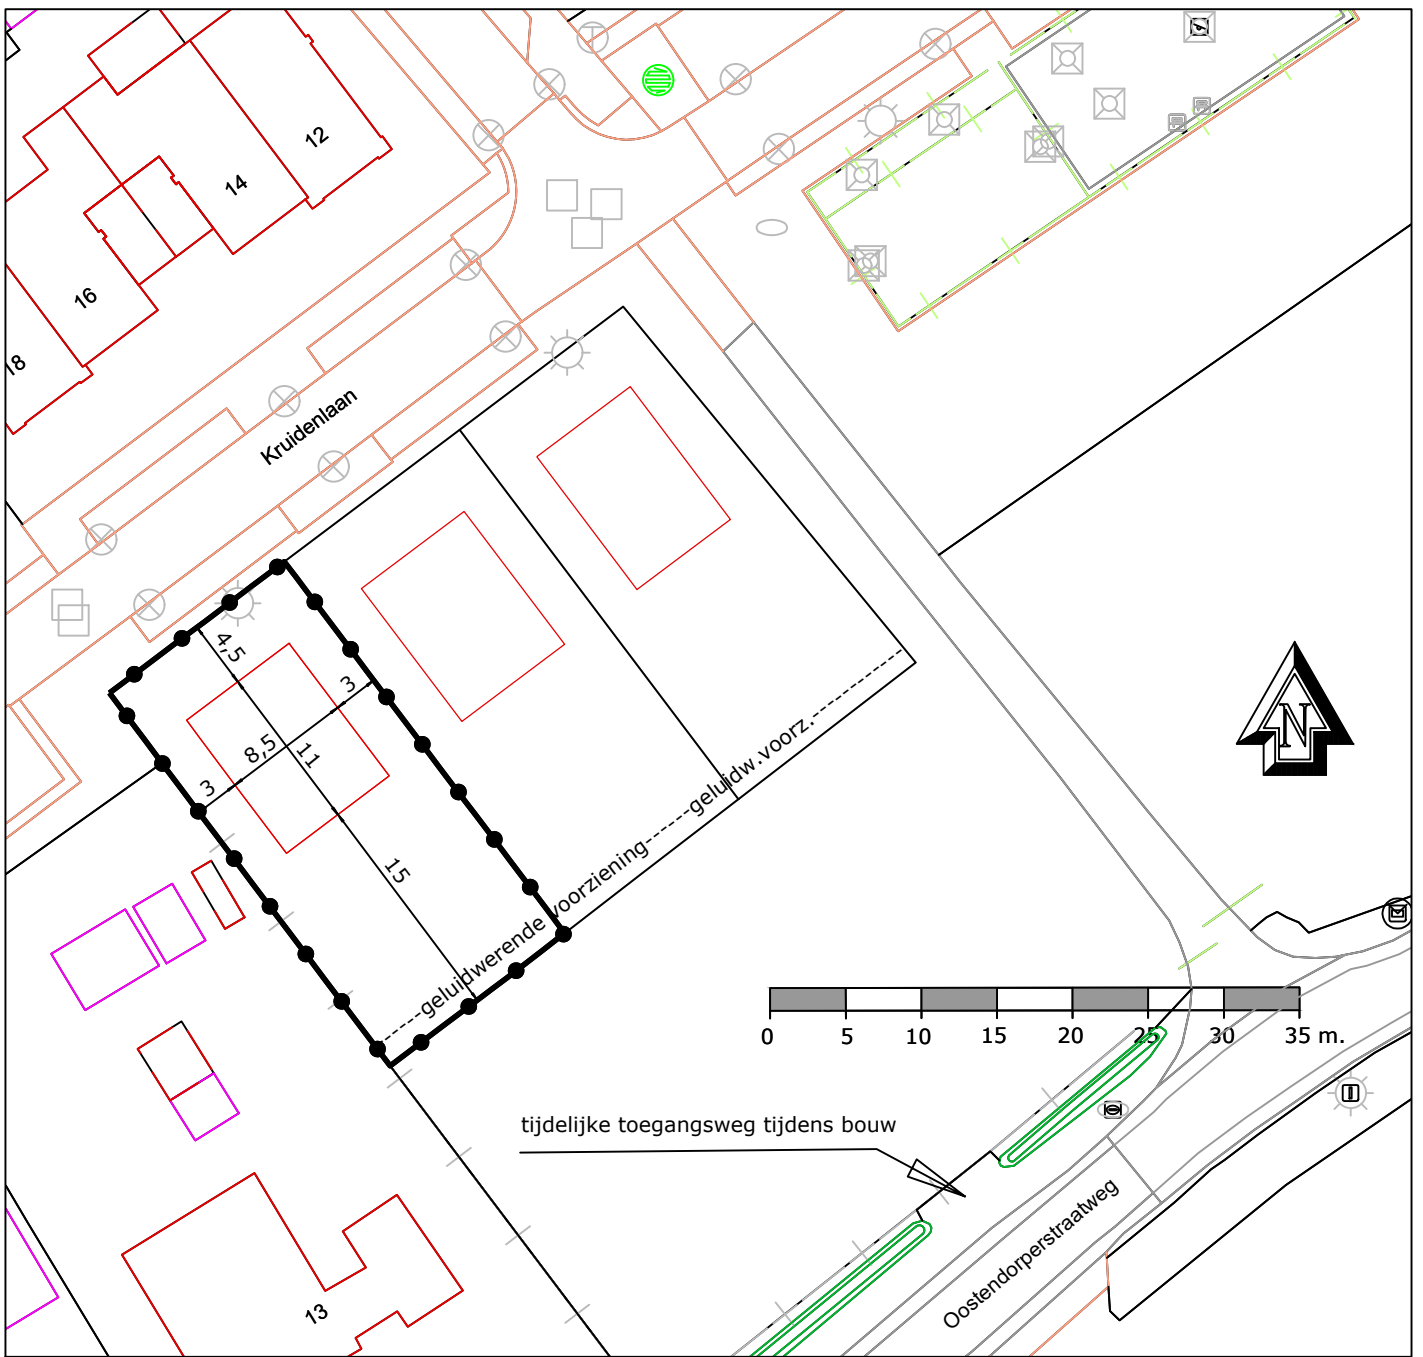 12
14
16
18
Kruidenlaan
4,5
3
8,5
11
3
15
geluidw.voorz.
geluidwerende voorziening
N
0 5 10 15 20 25 30 35 m.
tijdelijke toegangsweg tijdens bouw
Oostendorperstraatweg
13